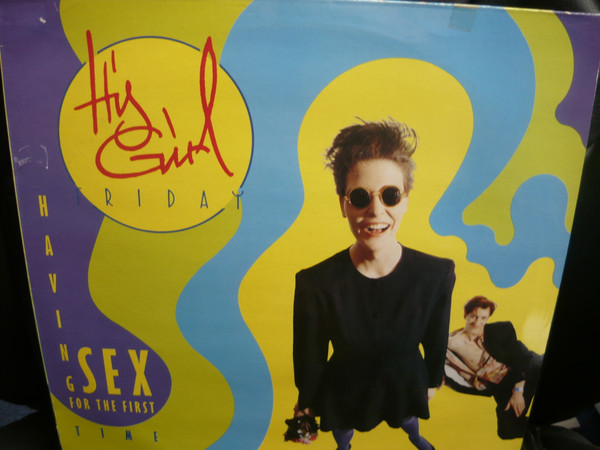 His
Girl
FRIDAY
HAVING
SEX
FOR THE FIRST
TIME